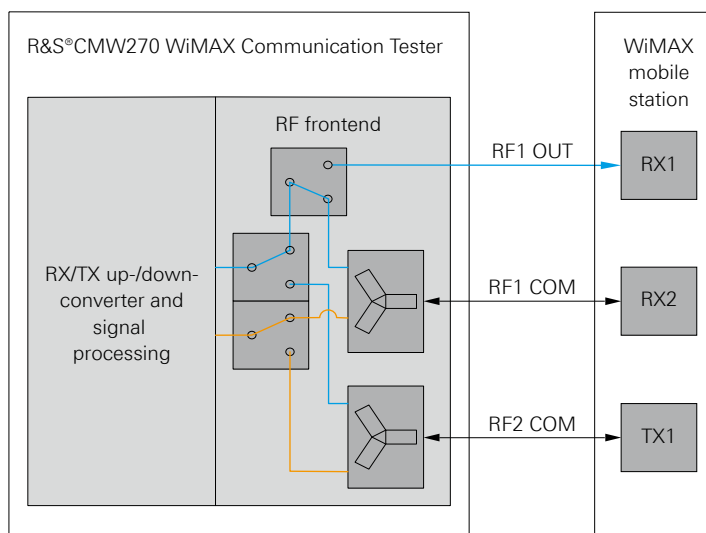 R&S®CMW270 WiMAX Communication Tester
WiMAX
mobile
station
RF frontend
RF1 OUT
RX1
RX/TX up-/down-
converter and
signal
processing
RF1 COM
RX2
RF2 COM
TX1